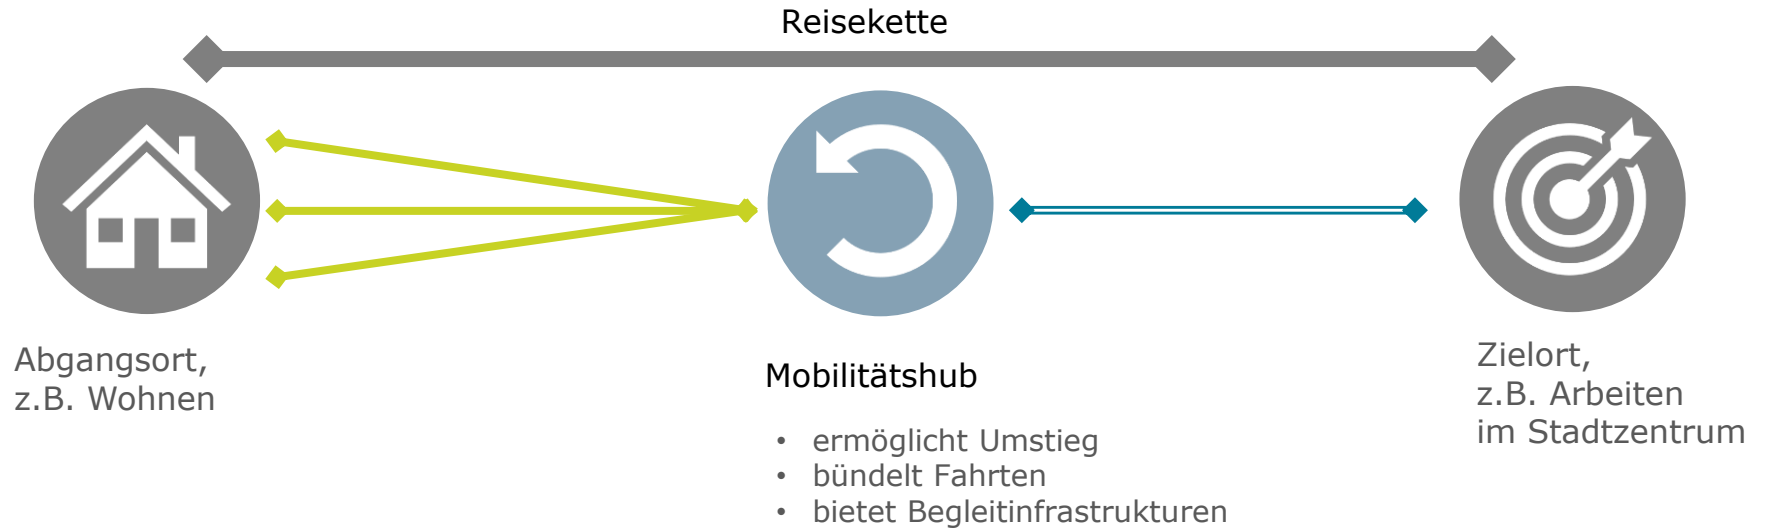 Reisekette
Abgangsort,
z.B. Wohnen
Mobilitätshub
• ermöglicht Umstieg
• bündelt Fahrten
• bietet Begleitinfrastrukturen
Zielort,
z.B. Arbeiten
im Stadtzentrum